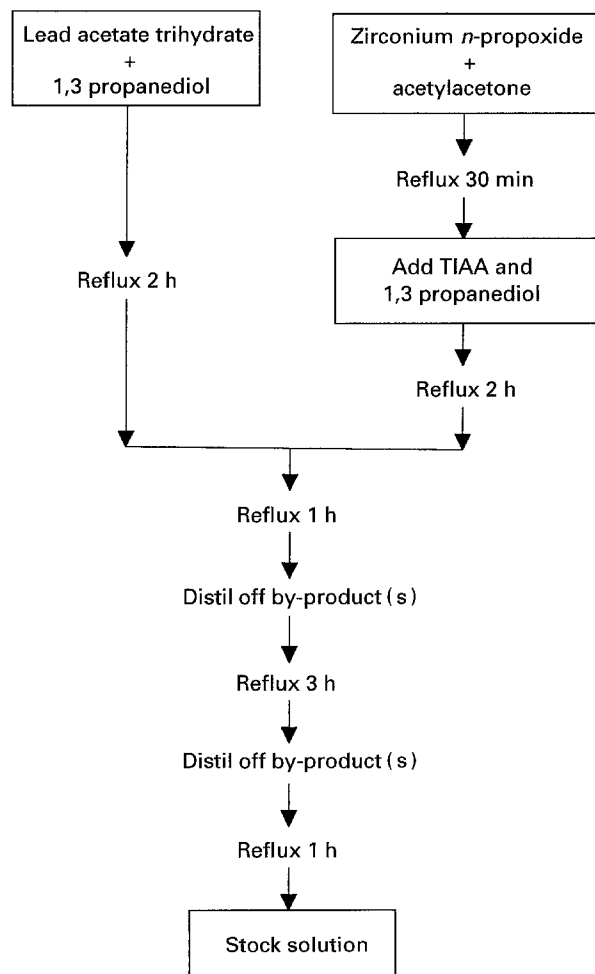 Lead acetate trihydrate
+
1,3 propanediol
Zirconium n-propoxide
+
acetylacetone
Reflux 30 min
Add TIAA and
1,3 propanediol
Reflux 2 h
Reflux 2 h
Reflux 1 h
Distil off by-product (s)
Reflux 3 h
Distil off by-product (s)
Reflux 1 h
Stock solution